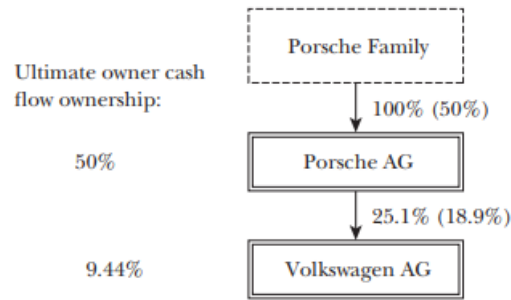 Porsche Family
Ultimate owner cash
flow ownership:
100% (50%)
50%
Porsche AG
25.1% (18.9%)
9.44%
Volkswagen AG